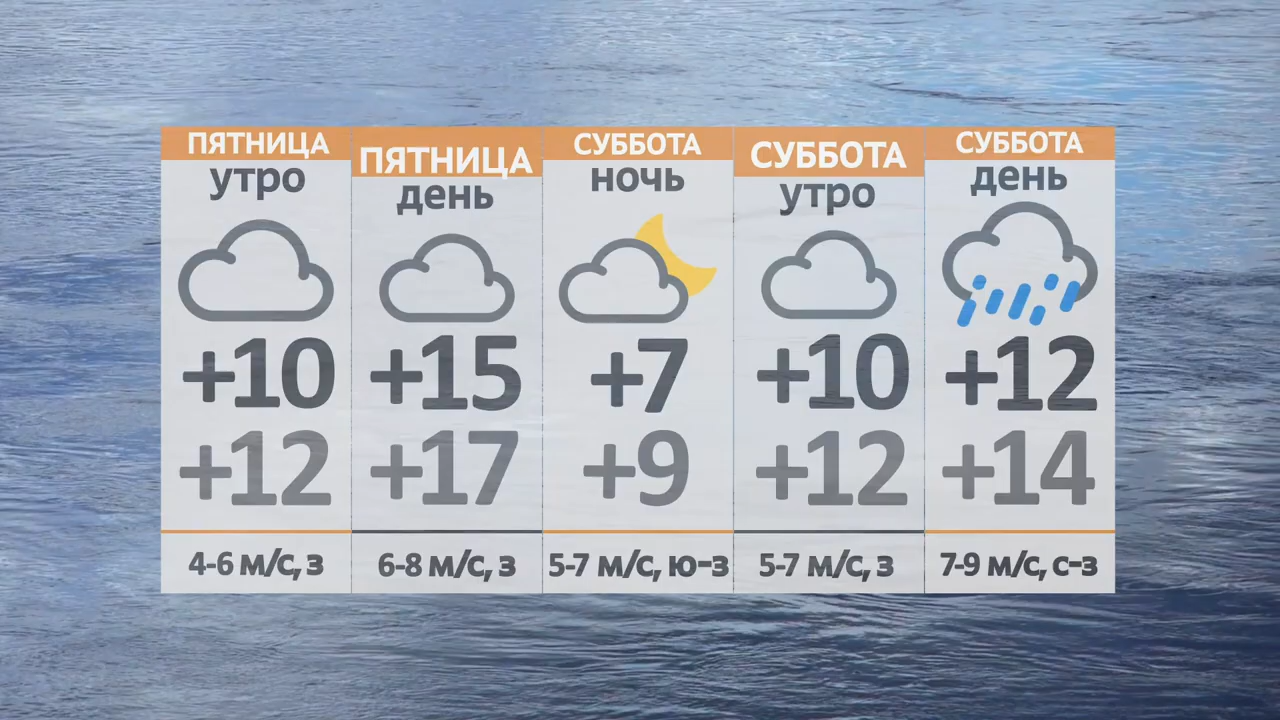 ПЯТНИЦА
утро
+10
+12
4-6 м/с, з
ПЯТНИЦА
день
+15
+17
6-8 м/с, з
СУББОТА
ночь
+7
+9
5-7 м/с, ю-з
СУББОТА
утро
+10
+12
5-7 м/с, з
СУББОТА
день
+12
+14
7-9 м/с, с-з